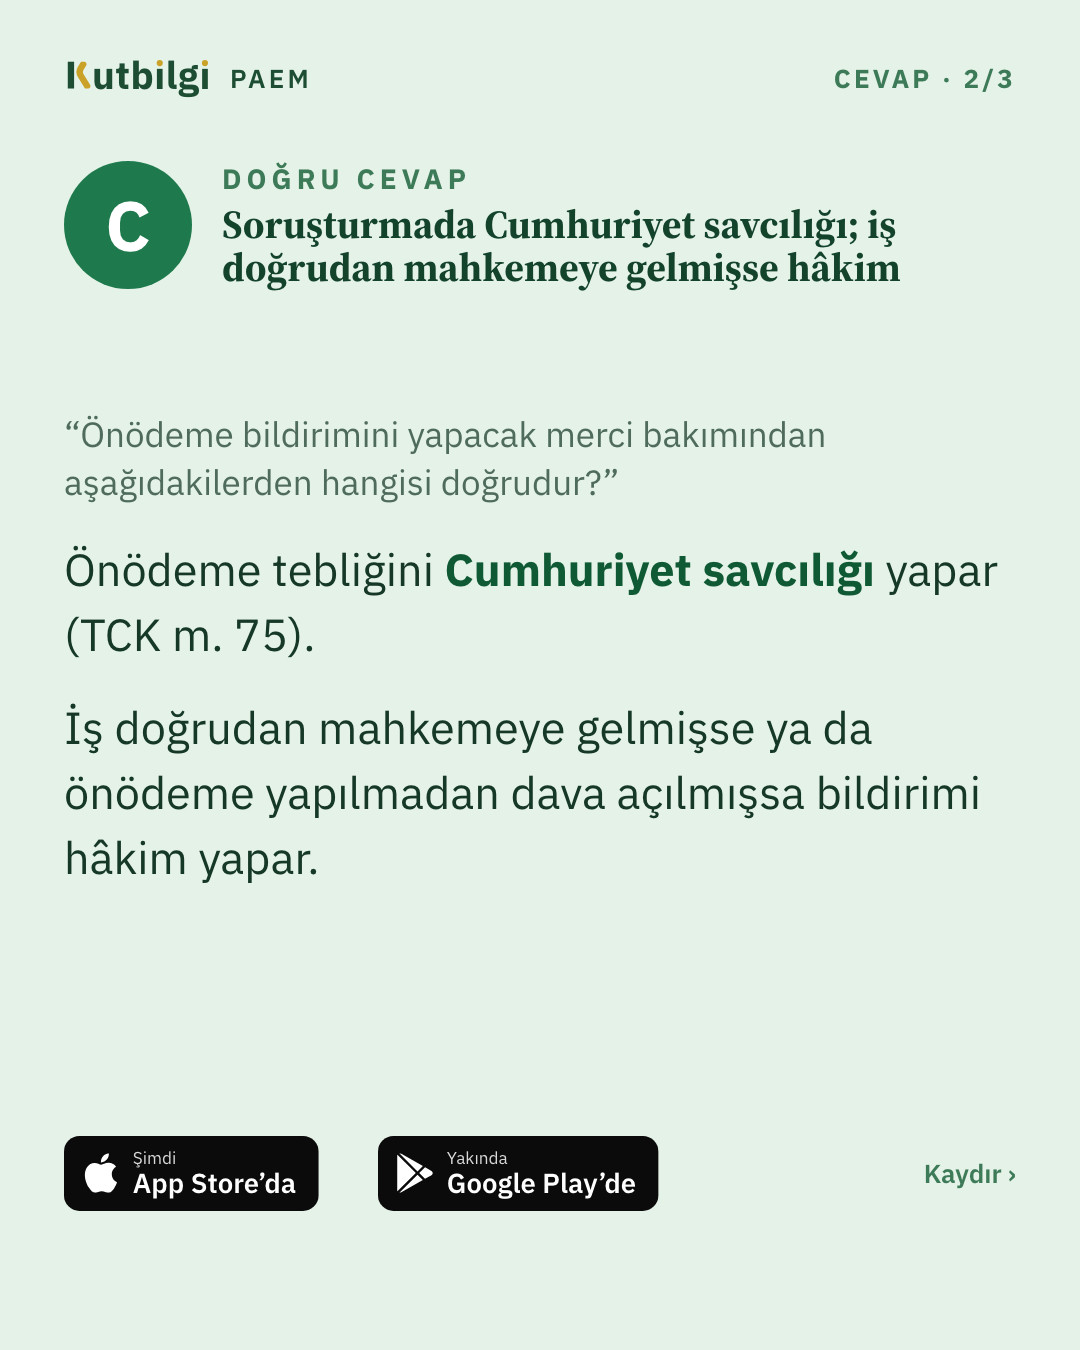 Kutbilgi PAEM
CEVAP · 2/3
C
DOĞRU CEVAP
Soruşturmada Cumhuriyet savcılığı; iş
doğrudan mahkemeye gelmişse hâkim
“Önödeme bildirimini yapacak merci bakımından
aşağıdakilerden hangisi doğrudur?”
Önödeme tebliğini Cumhuriyet savcılığı yapar
(TCK m. 75).
İş doğrudan mahkemeye gelmişse ya da
önödeme yapılmadan dava açılmışsa bildirimi
hâkim yapar.
Şimdi
App Store’da
Yakında
Google Play’de
Kaydır ›